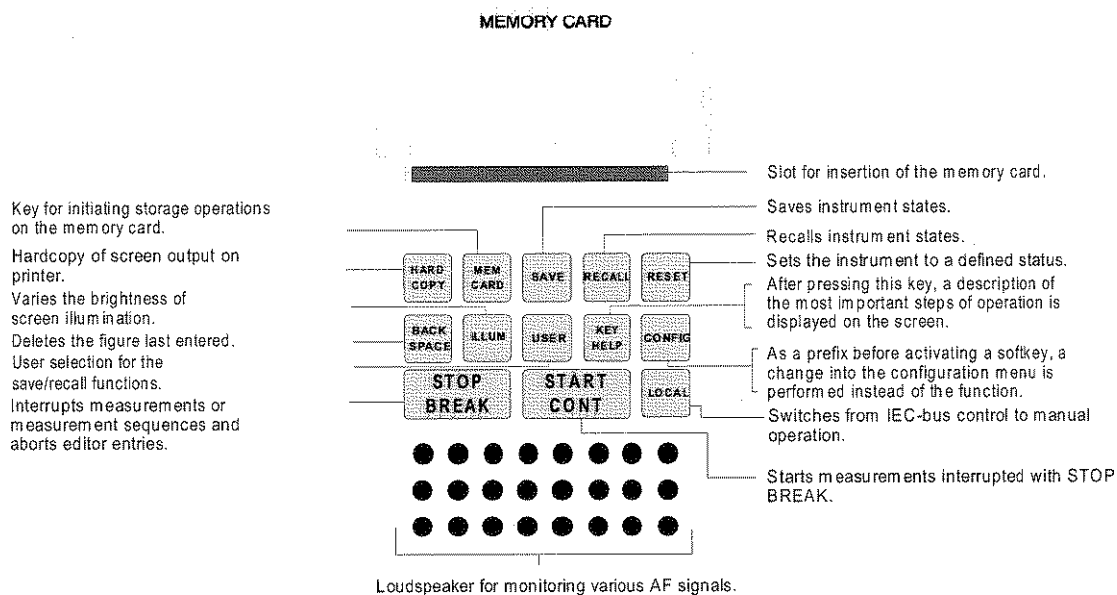 MEMORY CARD
Slot for insertion of the memory card.
Key for initiating storage operations
on the memory card.
Hardcopy of screen output on
printer.
Varies the brightness of
screen illumination.
Deletes the figure last entered.
User selection for the
save/recall functions.
Interrupts measurements or
measurement sequences and
aborts editor entries.
HARD
COPY
MEM
CARD
SAVE
RECALL
RESET
BACK
SPACE
ILLUM
USER
KEY
HELP
CONFIG
STOP
BREAK
START
CONT
LOCAL
Saves instrument states.
Recalls instrument states.
Sets the instrument to a defined status.
After pressing this key, a description of
the most important steps of operation is
displayed on the screen.
As a prefix before activating a softkey, a
change into the configuration menu is
performed instead of the function.
Switches from IEC-bus control to manual
operation.
Starts measurements interrupted with STOP
BREAK.
Loudspeaker for monitoring various AF signals.